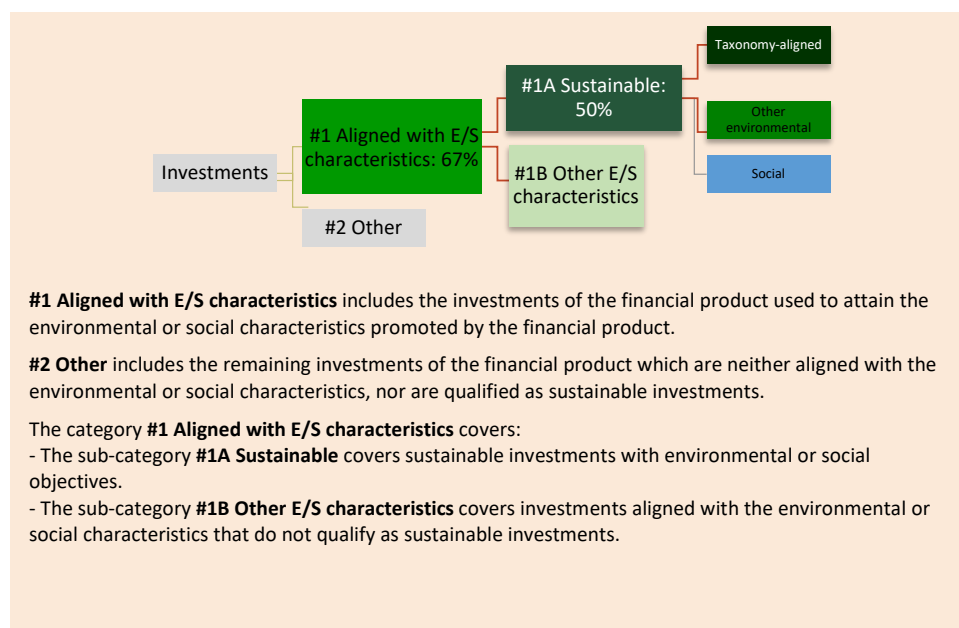 Taxonomy-aligned
#1A Sustainable:
50%
#1 Aligned with E/S
characteristics: 67%
Other
environmental
Investments
#1B Other E/S
characteristics
Social
#2 Other
#1 Aligned with E/S characteristics includes the investments of the financial product used to attain the
environmental or social characteristics promoted by the financial product.
#2 Other includes the remaining investments of the financial product which are neither aligned with the
environmental or social characteristics, nor are qualified as sustainable investments.
The category #1 Aligned with E/S characteristics covers:
- The sub-category #1A Sustainable covers sustainable investments with environmental or social
objectives.
- The sub-category #1B Other E/S characteristics covers investments aligned with the environmental or
social characteristics that do not qualify as sustainable investments.